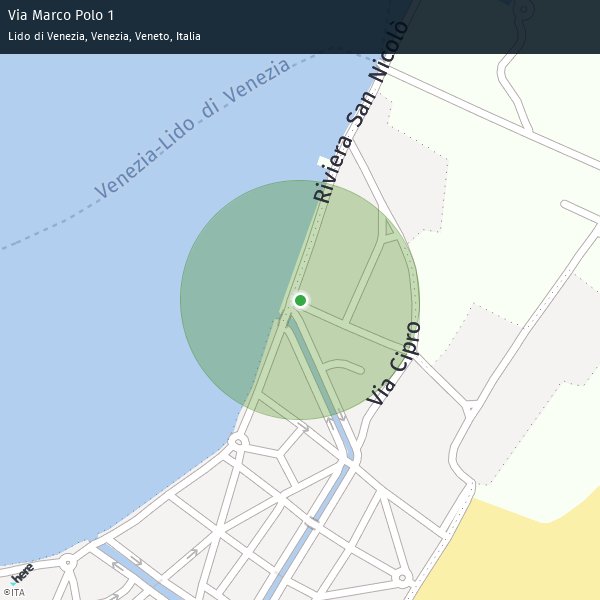 Via Marco Polo 1
Lido di Venezia, Venezia, Veneto, Italia
Riviera San Nicolò
Venezia-Lido di Venezia
Via Cipro
here
©ITA